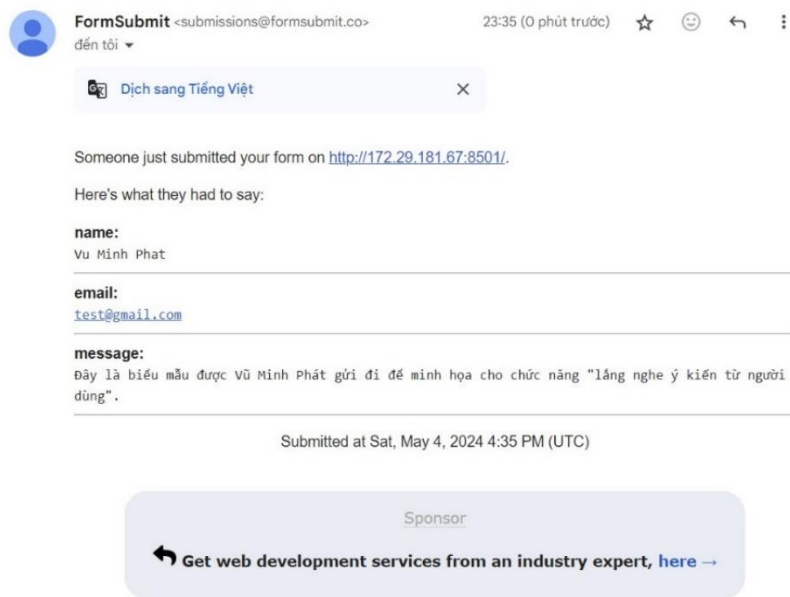 FormSubmit <submissions@formsubmit.co> 23:35 (0 phút trước)
đến tôi
Dịch sang Tiếng Việt
Someone just submitted your form on http://172.29.181.67:8501/.
Here's what they had to say:
name:
Vu Minh Phat
email:
test@gmail.com
message:
Đây là biểu mẫu được Vũ Minh Phát gửi đi để minh họa cho chức năng "lắng nghe ý kiến từ người
dùng".
Submitted at Sat, May 4, 2024 4:35 PM (UTC)
Sponsor
Get web development services from an industry expert, here →